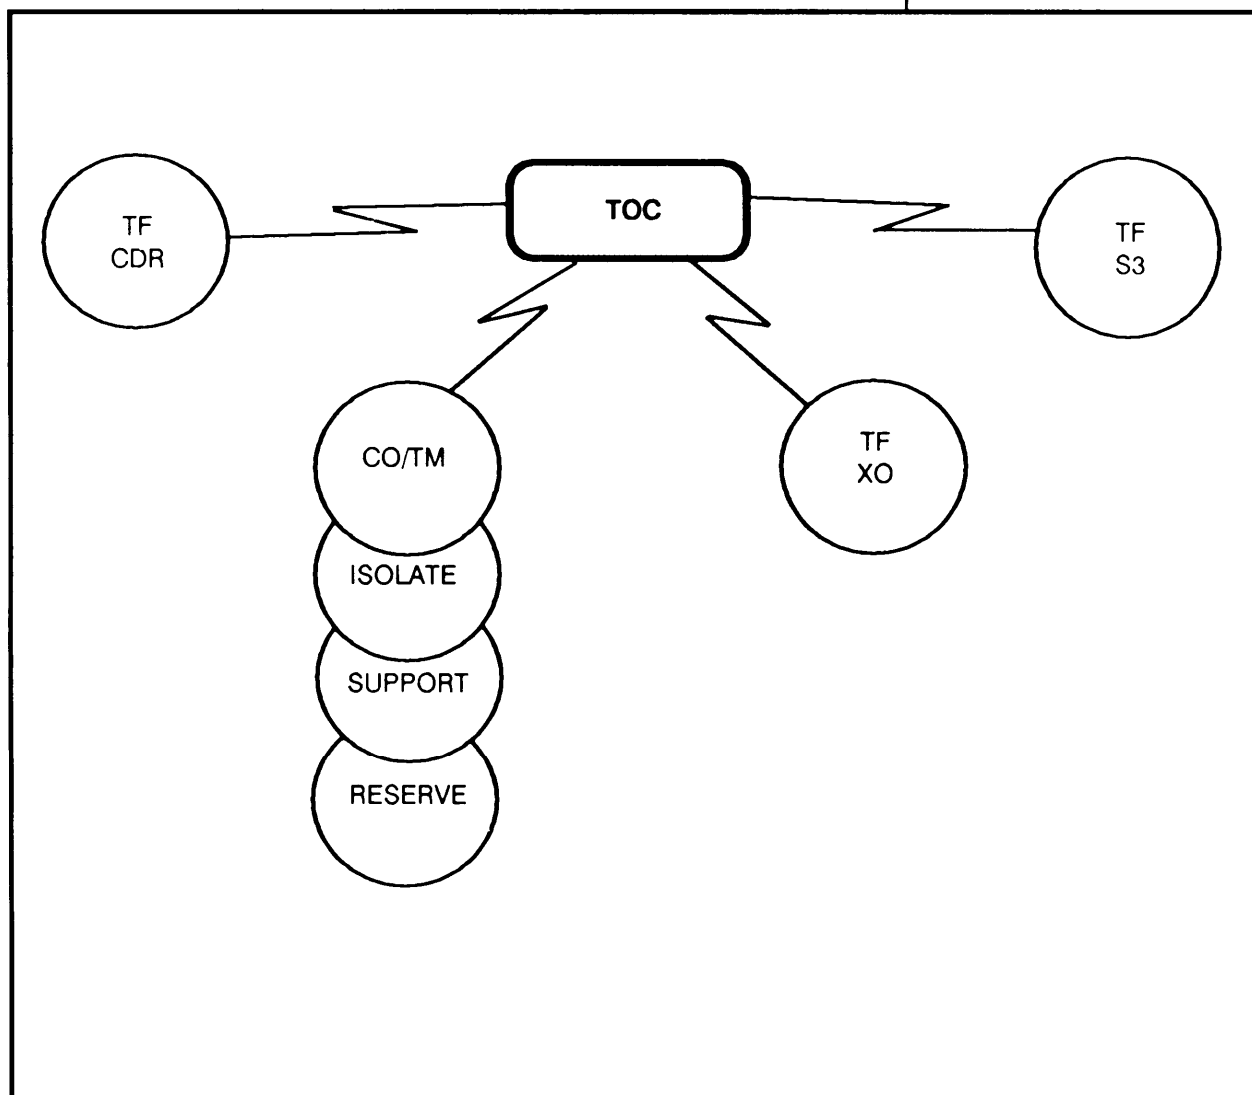 TOC
TF
CDR
TF
S3
CO/TM
TF
XO
ISOLATE
SUPPORT
RESERVE